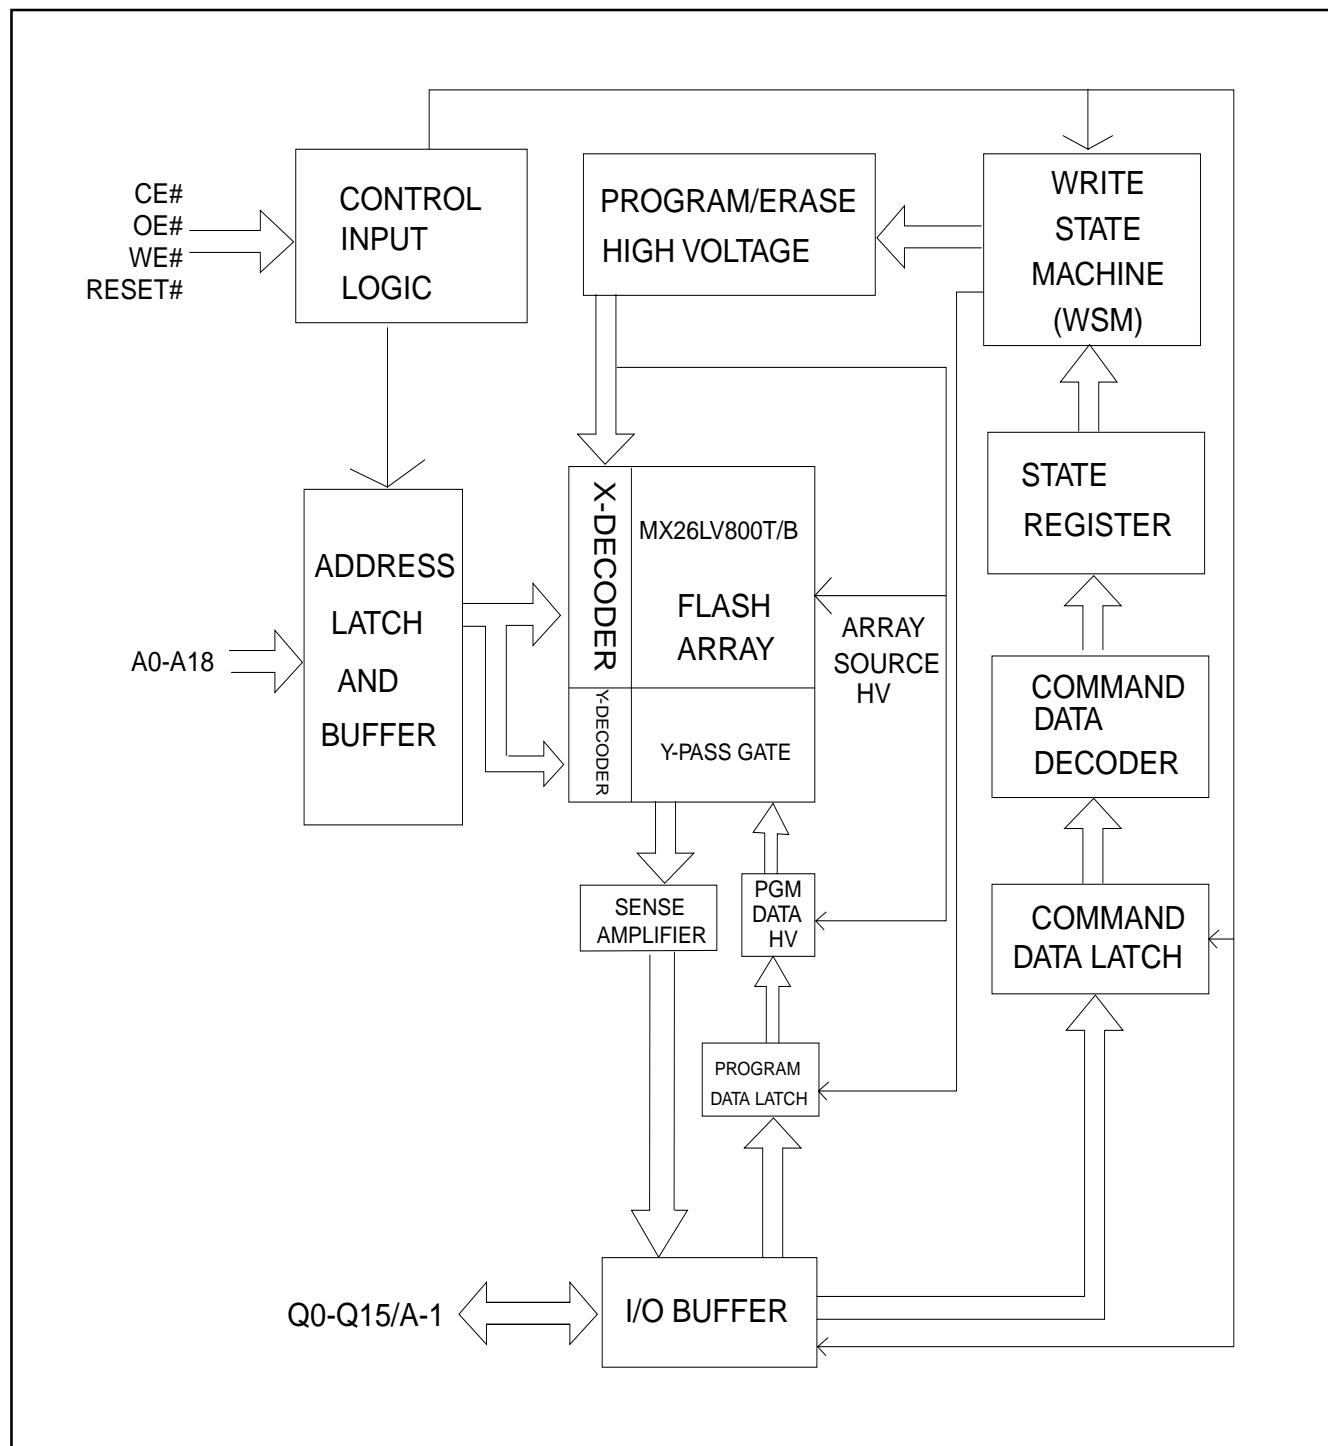 CE#
OE#
WE#
RESET#
CONTROL
INPUT
LOGIC
PROGRAM/ERASE
HIGH VOLTAGE
WRITE
STATE
MACHINE
(WSM)
STATE
REGISTER
X-DECODER
MX26LV800T/B
FLASH
ARRAY
ADDRESS
LATCH
AND
BUFFER
A0-A18
ARRAY
SOURCE
HV
Y-DECODER
Y-PASS GATE
COMMAND
DATA
DECODER
SENSE
AMPLIFIER
PGM
DATA
HV
COMMAND
DATA LATCH
PROGRAM
DATA LATCH
Q0-Q15/A-1
I/O BUFFER